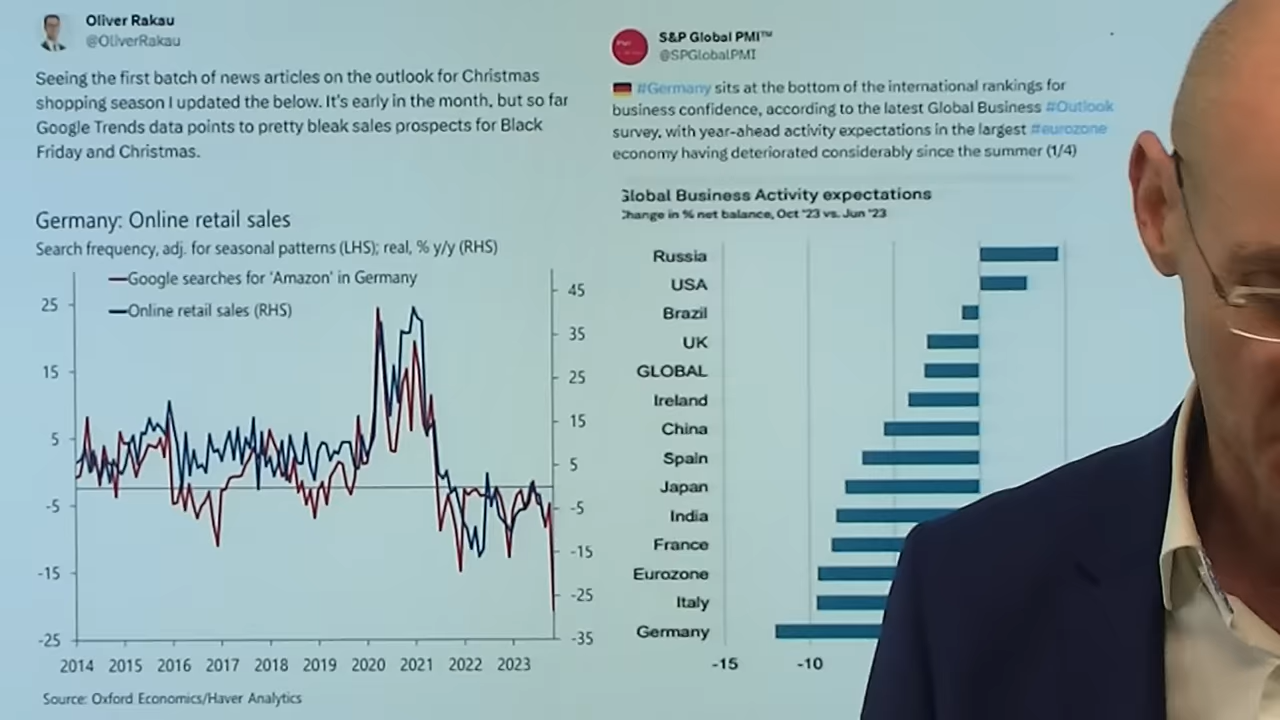 Oliver Rakau
@OliverRakau
Seeing the first batch of news articles on the outlook for Christmas
shopping season I updated the below. It's early in the month, but so far
Google Trends data points to pretty bleak sales prospects for Black
Friday and Christmas.
Germany: Online retail sales
Search frequency, adj. for seasonal patterns (LHS); real, % y/y (RHS)
Google searches for 'Amazon' in Germany
Online retail sales (RHS)
25
15
5
-5
-15
-25
45
35
25
15
5
-5
-15
-25
-35
2014 2015 2016 2017 2018 2019 2020 2021 2022 2023
Source: Oxford Economics/Haver Analytics
S&P Global PMI™
@SPGlobalPMI
#Germany sits at the bottom of the international rankings for
business confidence, according to the latest Global Business #Outlook
survey, with year-ahead activity expectations in the largest #eurozone
economy having deteriorated considerably since the summer (1/4)
Global Business Activity expectations
Change in % net balance, Oct '23 vs. Jun '23
Russia
USA
Brazil
UK
GLOBAL
Ireland
China
Spain
Japan
India
France
Eurozone
Italy
Germany
-15 -10